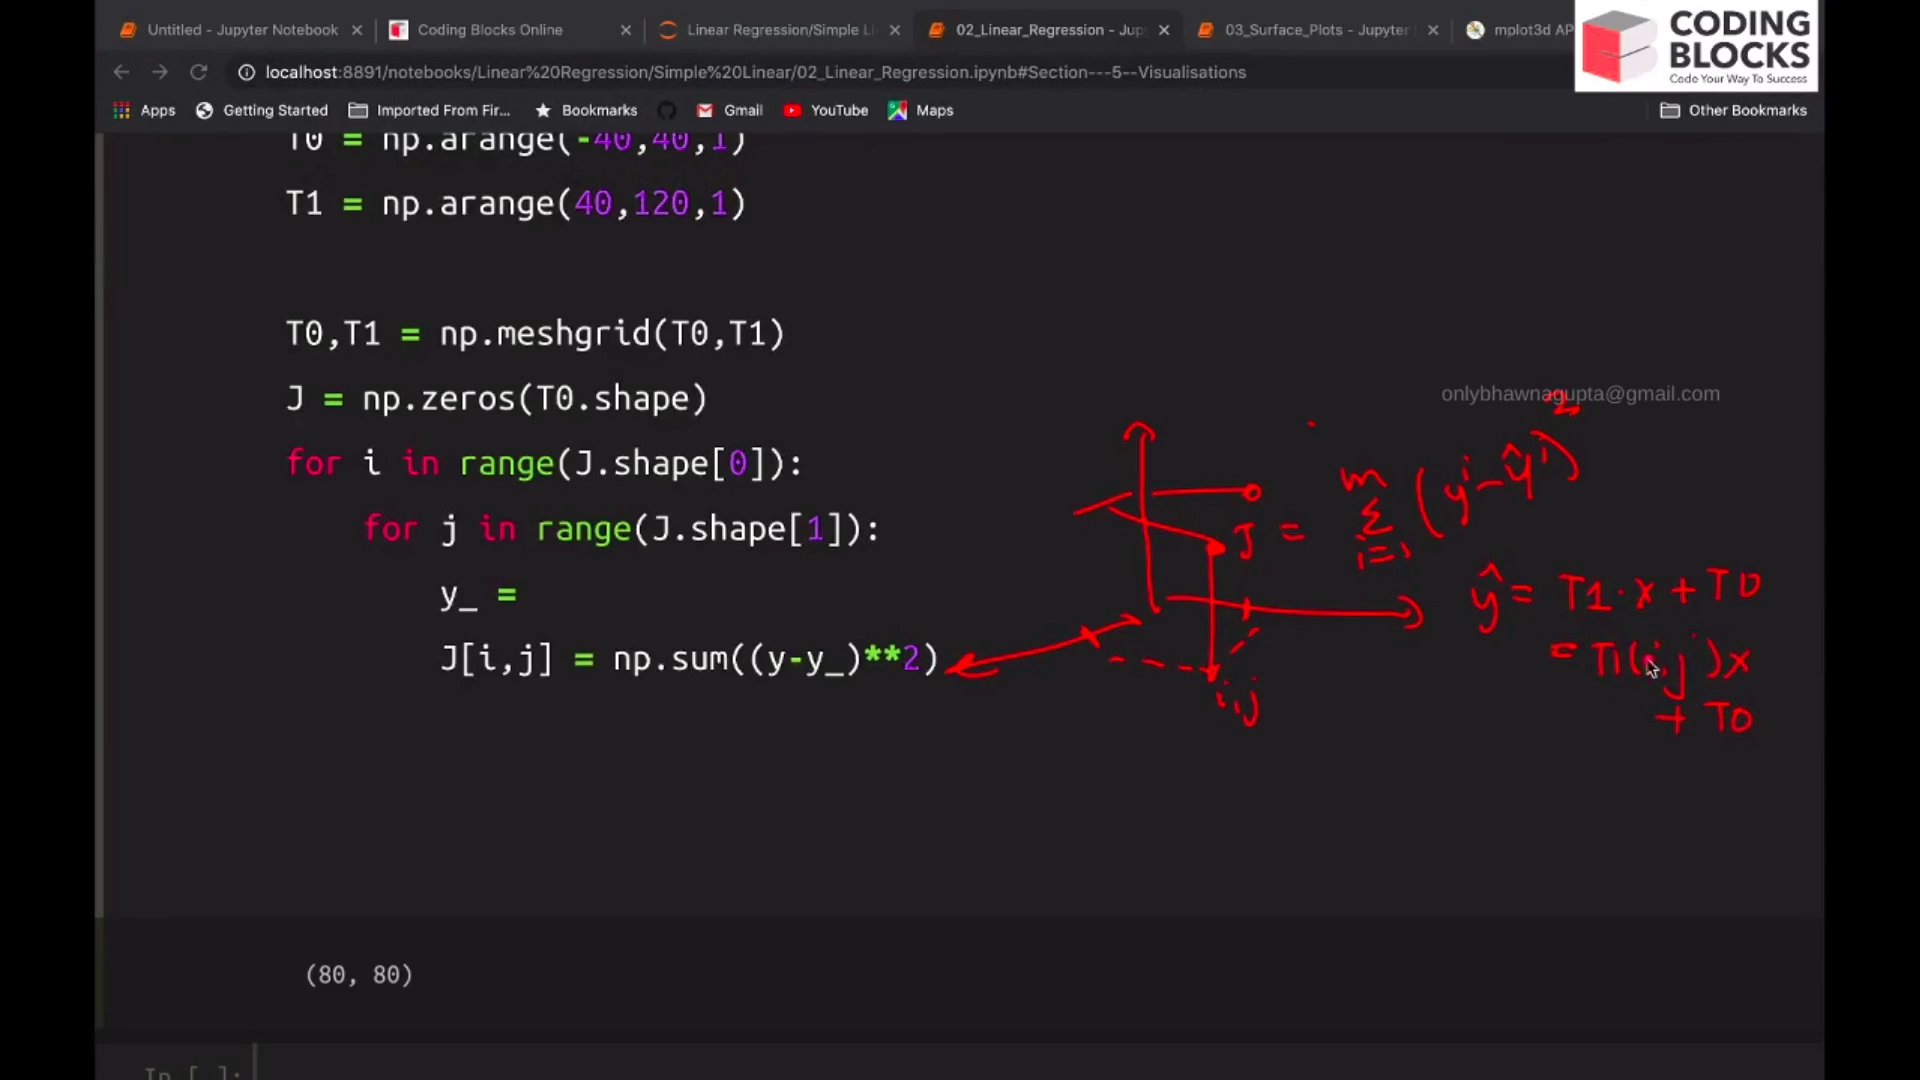 Untitled - Jupyter Notebook
Coding Blocks Online
Linear Regression/Simple Li
02_Linear_Regression - Jup
03_Surface_Plots - Jupyter
mplot3d AP
CODING
BLOCKS
Code Your Way To Success
localhost:8891/notebooks/Linear%20Regression/Simple%20Linear/02_Linear_Regression.ipynb#Section---5--Visualisations
Apps
Getting Started
Imported From Fir...
Bookmarks
Gmail
YouTube
Maps
Other Bookmarks
T0 = np.arange(-40,40,1)
T1 = np.arange(40,120,1)
T0,T1 = np.meshgrid(T0,T1)
J = np.zeros(T0.shape)
onlybhawnagupta@gmail.com
for i in range(J.shape[0]):
for j in range(J.shape[1]):
y_ =
J[i,j] = np.sum((y-y_)**2)
J = m Σ i=1 (yⁱ - ŷⁱ)²
ŷ = T1·x + T0
= T1(i,j)x
+ T0
i,j
(80, 80)
In [ ]: